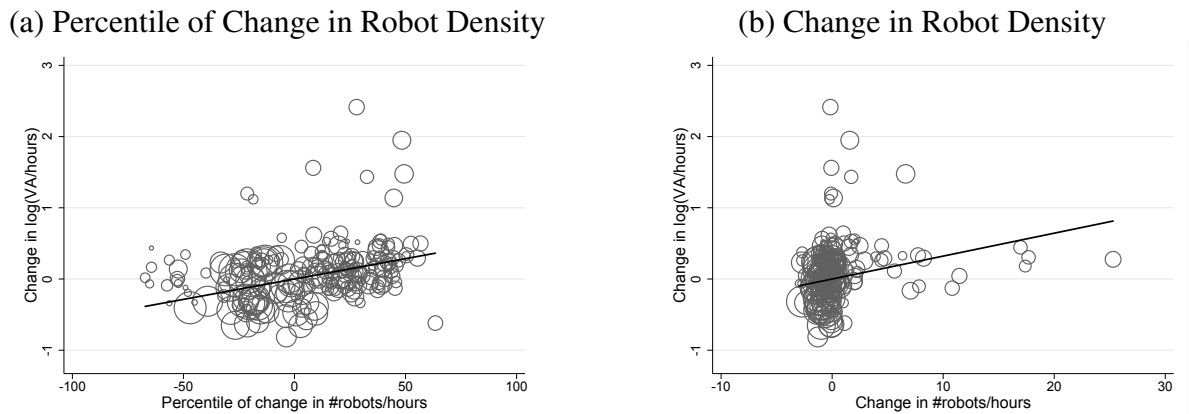 (a) Percentile of Change in Robot Density
Change in log(VA/hours)
3
2
1
0
-1
-100 -50 0 50 100
Percentile of change in #robots/hours
(b) Change in Robot Density
Change in log(VA/hours)
3
2
1
0
-1
-10 0 10 20 30
Change in #robots/hours